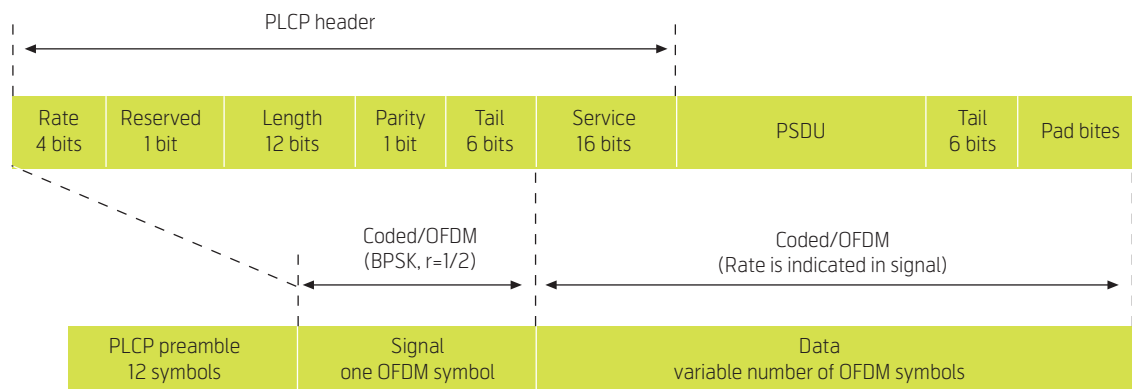 PLCP header
Rate
4 bits
Reserved
1 bit
Length
12 bits
Parity
1 bit
Tail
6 bits
Service
16 bits
PSDU
Tail
6 bits
Pad bites
Coded/OFDM
(BPSK, r=1/2)
Coded/OFDM
(Rate is indicated in signal)
PLCP preamble
12 symbols
Signal
one OFDM symbol
Data
variable number of OFDM symbols